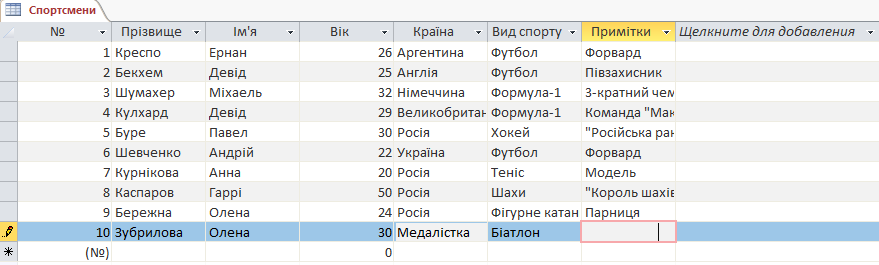 Спортсмени
№ Прізвище Ім'я Вік Країна Вид спорту Примітки Щелкните для добавления
1 Креспо Ернан 26 Аргентина Футбол Форвард
2 Бекхем Девід 25 Англія Футбол Півзахисник
3 Шумахер Міхаель 32 Німеччина Формула-1 3-кратний чем
4 Кулхард Девід 29 Великобритан Формула-1 Команда "Мак
5 Буре Павел 30 Росія Хокей "Російська рак
6 Шевченко Андрій 22 Україна Футбол Форвард
7 Курнікова Анна 20 Росія Теніс Модель
8 Каспаров Гаррі 50 Росія Шахи "Король шахів
9 Бережна Олена 24 Росія Фігурне катан Парниця
10 Зубрилова Олена 30 Медалістка Біатлон
(№) 0